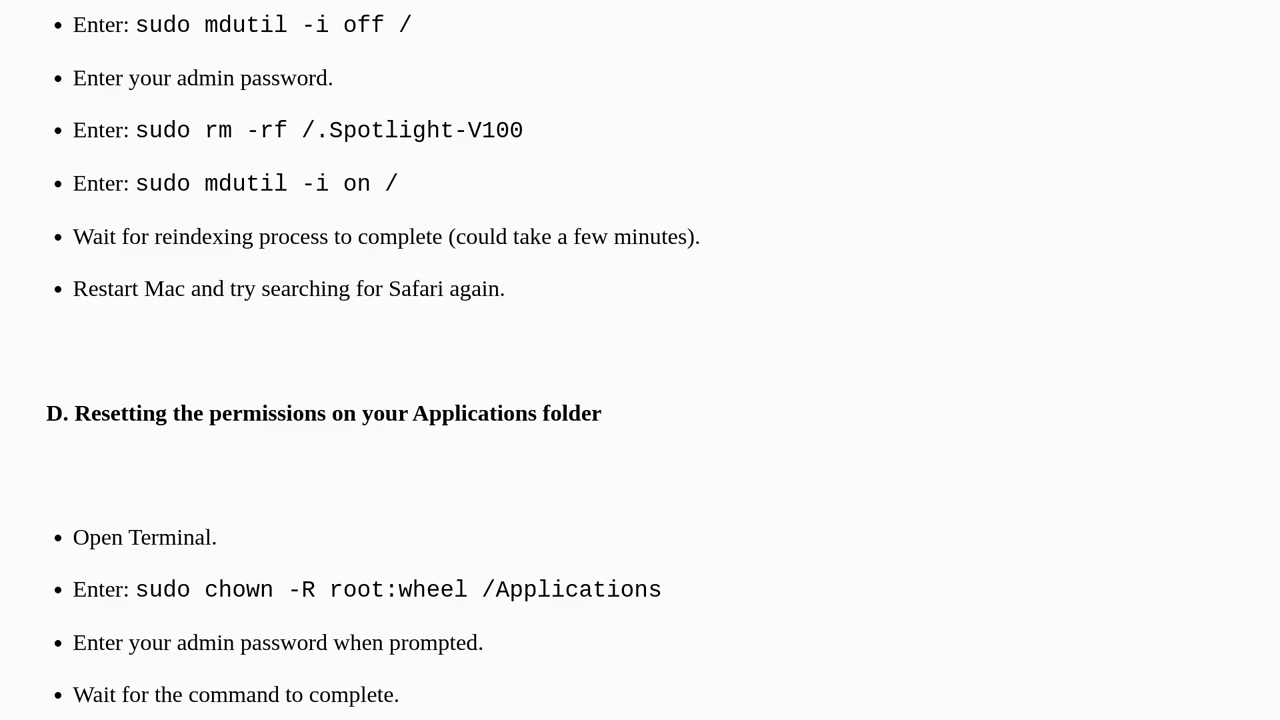 • Enter: sudo mdutil -i off /
• Enter your admin password.
• Enter: sudo rm -rf /.Spotlight-V100
• Enter: sudo mdutil -i on /
• Wait for reindexing process to complete (could take a few minutes).
• Restart Mac and try searching for Safari again.
D. Resetting the permissions on your Applications folder
• Open Terminal.
• Enter: sudo chown -R root:wheel /Applications
• Enter your admin password when prompted.
• Wait for the command to complete.